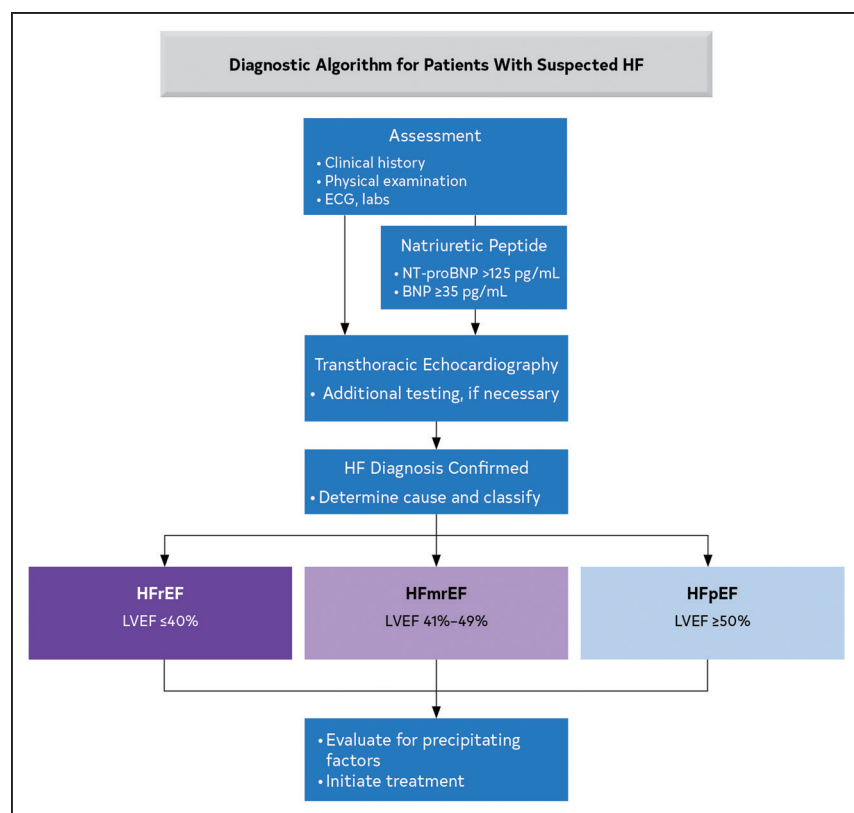 Diagnostic Algorithm for Patients With Suspected HF
Assessment
• Clinical history
• Physical examination
• ECG, labs
Natriuretic Peptide
• NT-proBNP >125 pg/mL
• BNP ≥35 pg/mL
Transthoracic Echocardiography
• Additional testing, if necessary
HF Diagnosis Confirmed
• Determine cause and classify
HFrEF
LVEF ≤40%
HFmrEF
LVEF 41%–49%
HFpEF
LVEF ≥50%
• Evaluate for precipitating
factors
• Initiate treatment